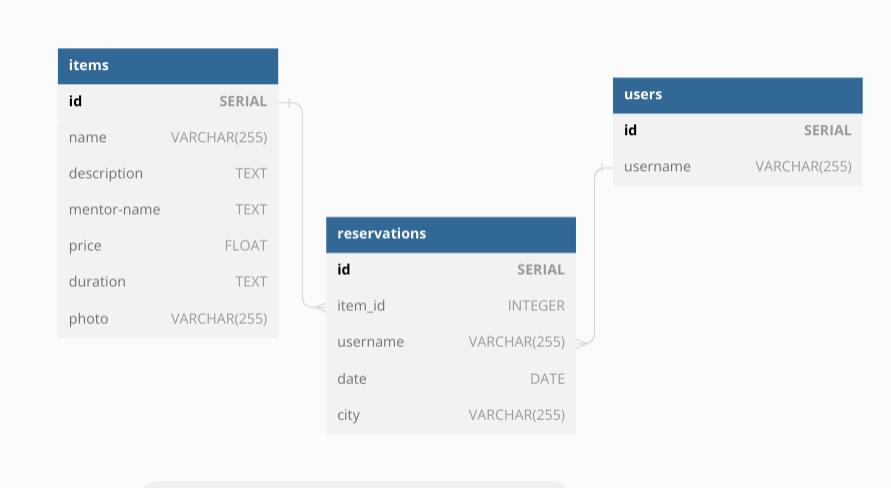 items
id SERIAL
name VARCHAR(255)
description TEXT
mentor-name TEXT
price FLOAT
duration TEXT
photo VARCHAR(255)
users
id SERIAL
username VARCHAR(255)
reservations
id SERIAL
item_id INTEGER
username VARCHAR(255)
date DATE
city VARCHAR(255)